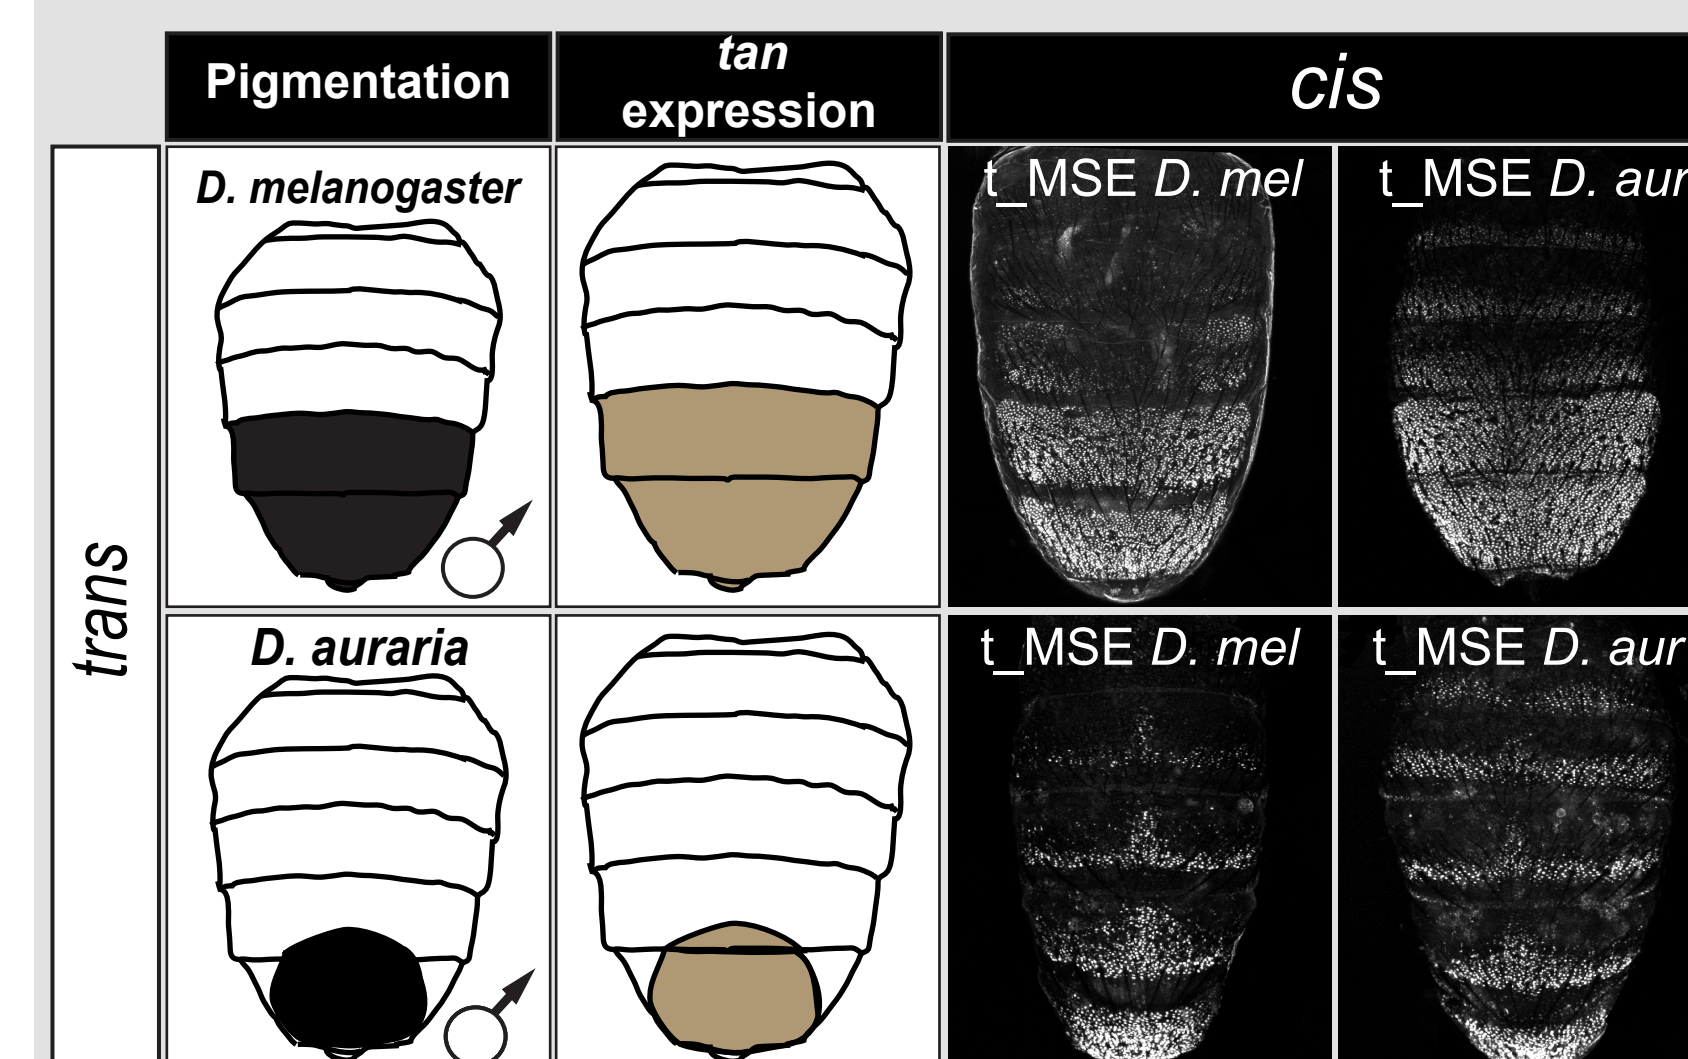 Pigmentation
tan
expression
cis
trans
D. melanogaster
t_MSE D. mel
t_MSE D. aur
D. auraria
t_MSE D. mel
t_MSE D. aur